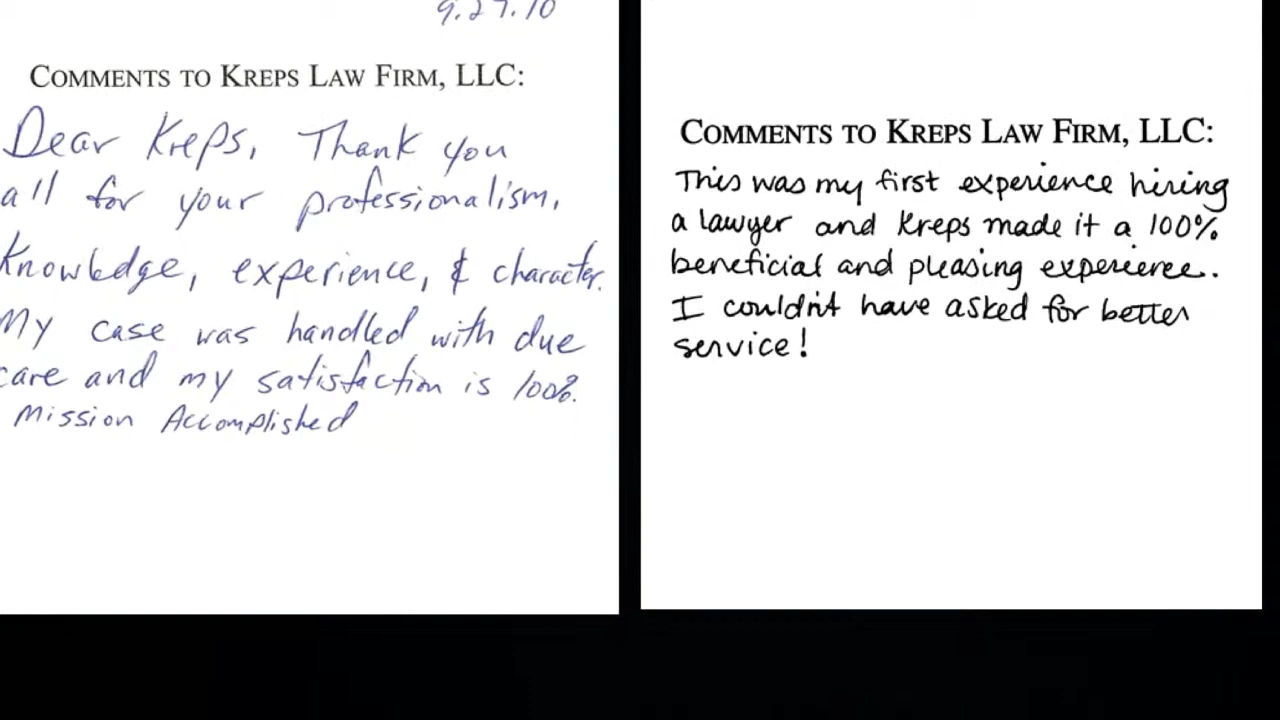 9.27.10
COMMENTS TO KREPS LAW FIRM, LLC:
Dear Kreps, Thank you
all for your professionalism,
Knowledge, experience, & character.
My case was handled with due
care and my satisfaction is 100%.
Mission Accomplished
COMMENTS TO KREPS LAW FIRM, LLC:
This was my first experience hiring
a lawyer and Kreps made it a 100%
beneficial and pleasing experience.
I couldn't have asked for better
service!